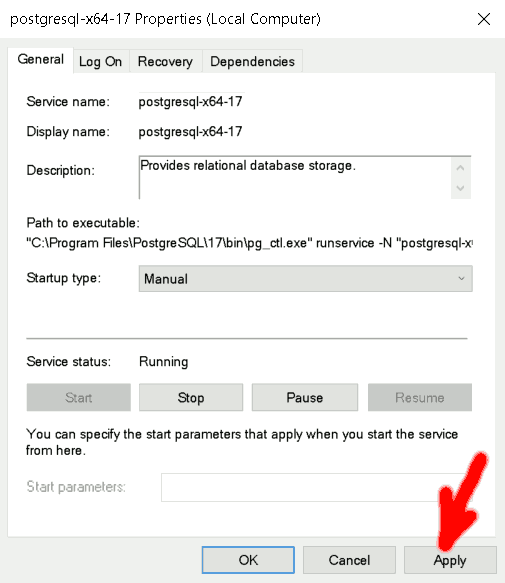 postgresql-x64-17 Properties (Local Computer)
General Log On Recovery Dependencies
Service name: postgresql-x64-17
Display name: postgresql-x64-17
Description: Provides relational database storage.
Path to executable:
"C:\Program Files\PostgreSQL\17\bin\pg_ctl.exe" runservice -N "postgresql-x
Startup type: Manual
Service status: Running
Start Stop Pause Resume
You can specify the start parameters that apply when you start the service
from here.
Start parameters:
OK Cancel Apply